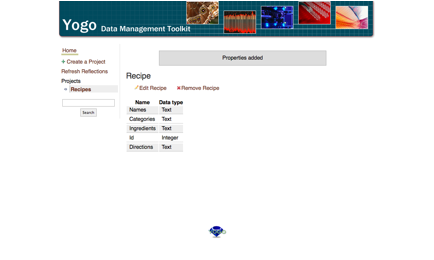 Yogo Data Management Toolkit
Home
Create a Project
Refresh Reflections
Projects
Recipes
Search
Properties added
Recipe
Edit Recipe Remove Recipe
Name Data type
Names Text
Categories Text
Ingredients Text
Id Integer
Directions Text